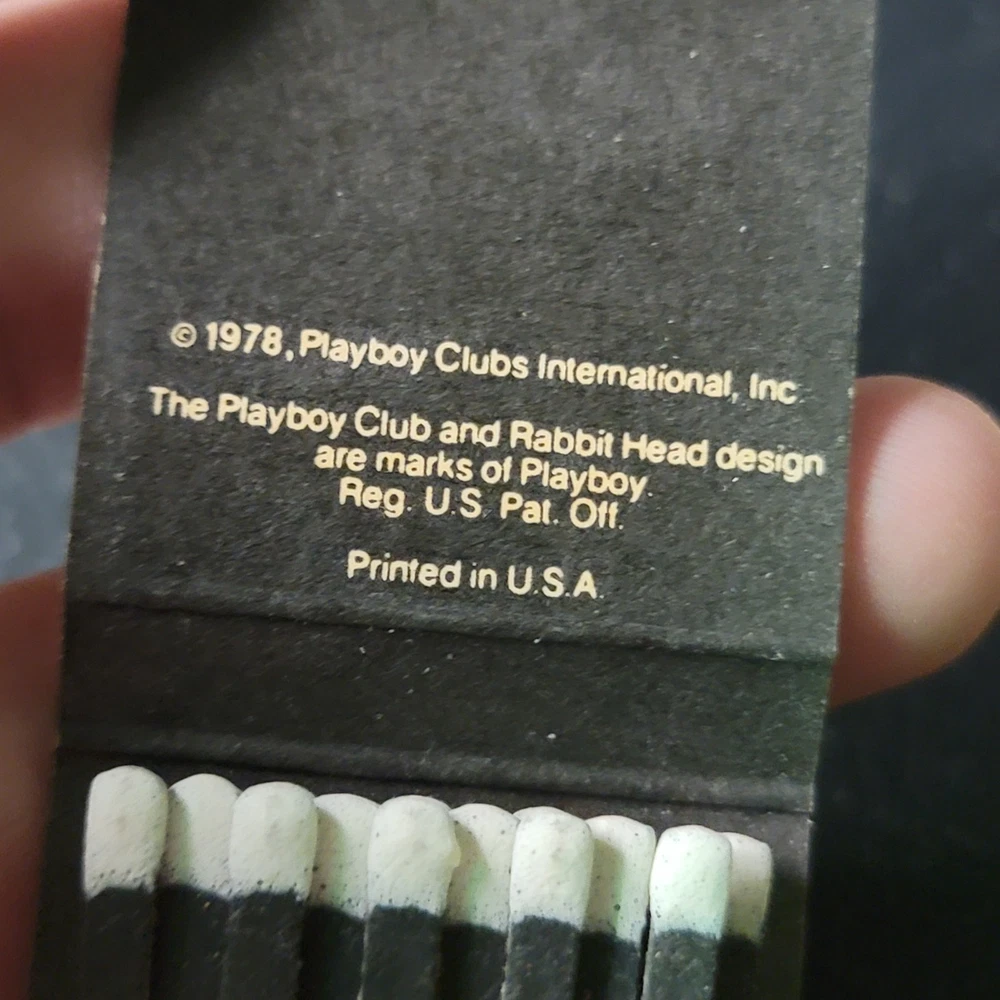 © 1978, Playboy Clubs International, Inc.
The Playboy Club and Rabbit Head design
are marks of Playboy.
Reg. U.S. Pat. Off.
Printed in U.S.A.